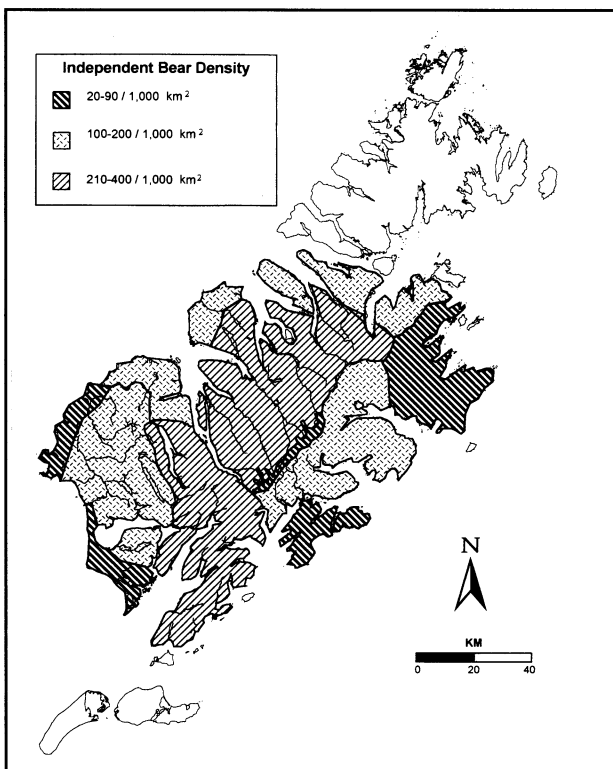 Independent Bear Density
20-90 / 1,000 km²
100-200 / 1,000 km²
210-400 / 1,000 km²
N
KM
0 20 40